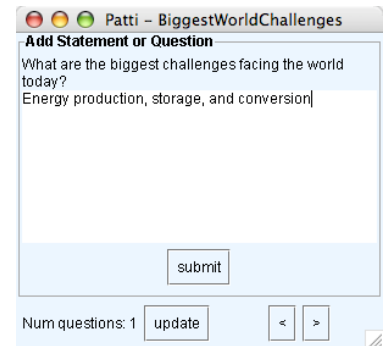 Patti – BiggestWorldChallenges
Add Statement or Question
What are the biggest challenges facing the world
today?
Energy production, storage, and conversion
submit
Num questions: 1 update < >